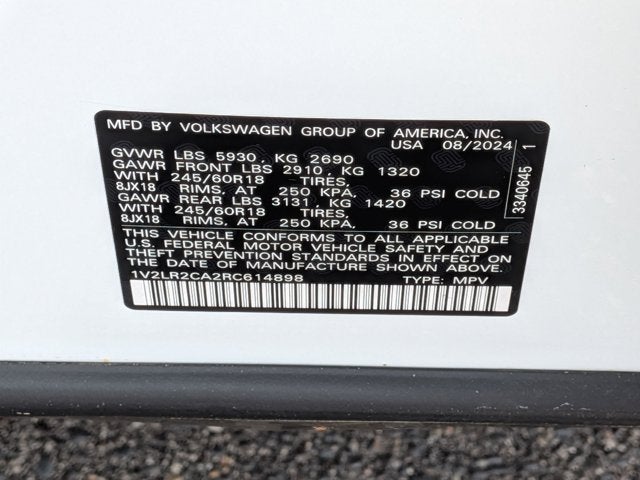 MFD BY VOLKSWAGEN GROUP OF AMERICA, INC.
USA 08/2024
GVWR LBS 5930, KG 2690
GAWR FRONT LBS 2910, KG 1320
WITH 245/60R18 TIRES,
8JX18 RIMS, AT 250 KPA, 36 PSI COLD
GAWR REAR LBS 3131, KG 1420
WITH 245/60R18 TIRES,
8JX18 RIMS, AT 250 KPA, 36 PSI COLD
THIS VEHICLE CONFORMS TO ALL APPLICABLE
U.S. FEDERAL MOTOR VEHICLE SAFETY AND
THEFT PREVENTION STANDARDS IN EFFECT ON
THE DATE OF MANUFACTURE SHOWN ABOVE.
1V2LR2CA2RC614898 TYPE: MPV
3340645 1